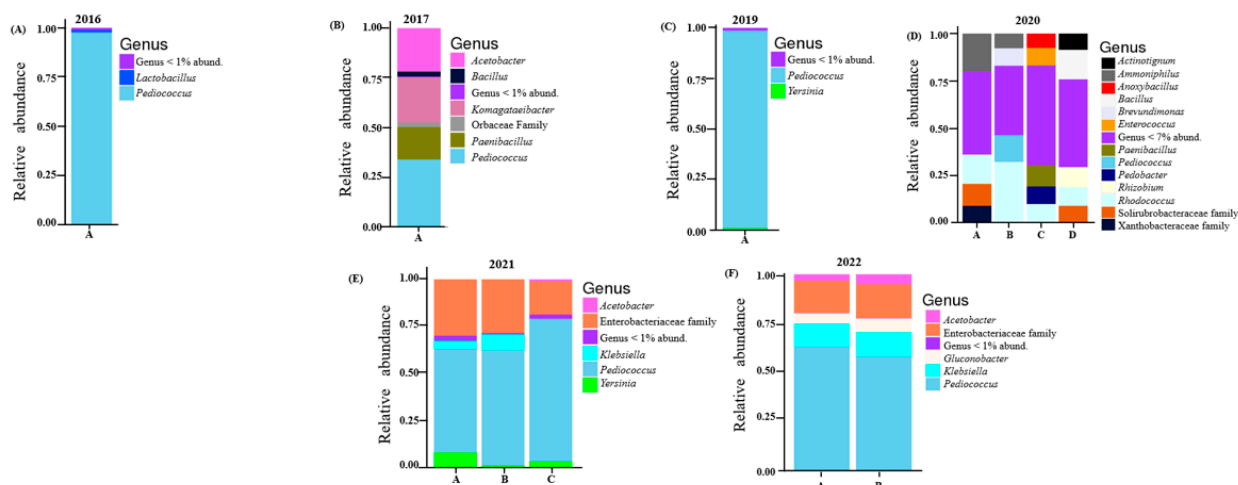 (A)
2016
Relative abundance
1.00
0.75
0.50
0.25
0.00
A
Genus
Genus < 1% abund.
Lactobacillus
Pediococcus
(B)
2017
Relative abundance
1.00
0.75
0.50
0.25
0.00
A
Genus
Acetobacter
Bacillus
Genus < 1% abund.
Komagataeibacter
Orbaceae Family
Paenibacillus
Pediococcus
(C)
2019
Relative abundance
1.00
0.75
0.50
0.25
0.00
A
Genus
Genus < 1% abund.
Pediococcus
Yersinia
(D)
2020
Relative abundance
1.00
0.75
0.50
0.25
0.00
A B C D
Genus
Actinotignum
Ammoniphilus
Anoxybacillus
Bacillus
Brevundimonas
Enterococcus
Genus < 7% abund.
Paenibacillus
Pediococcus
Pedobacter
Rhizobium
Rhodococcus
Solirubrobacteraceae family
Xanthobacteraceae family
(E)
2021
Relative abundance
1.00
0.75
0.50
0.25
0.00
A B C
Genus
Acetobacter
Enterobacteriaceae family
Genus < 1% abund.
Klebsiella
Pediococcus
Yersinia
(F)
2022
Relative abundance
1.00
0.75
0.50
0.25
0.00
A B
Genus
Acetobacter
Enterobacteriaceae family
Genus < 1% abund.
Gluconobacter
Klebsiella
Pediococcus